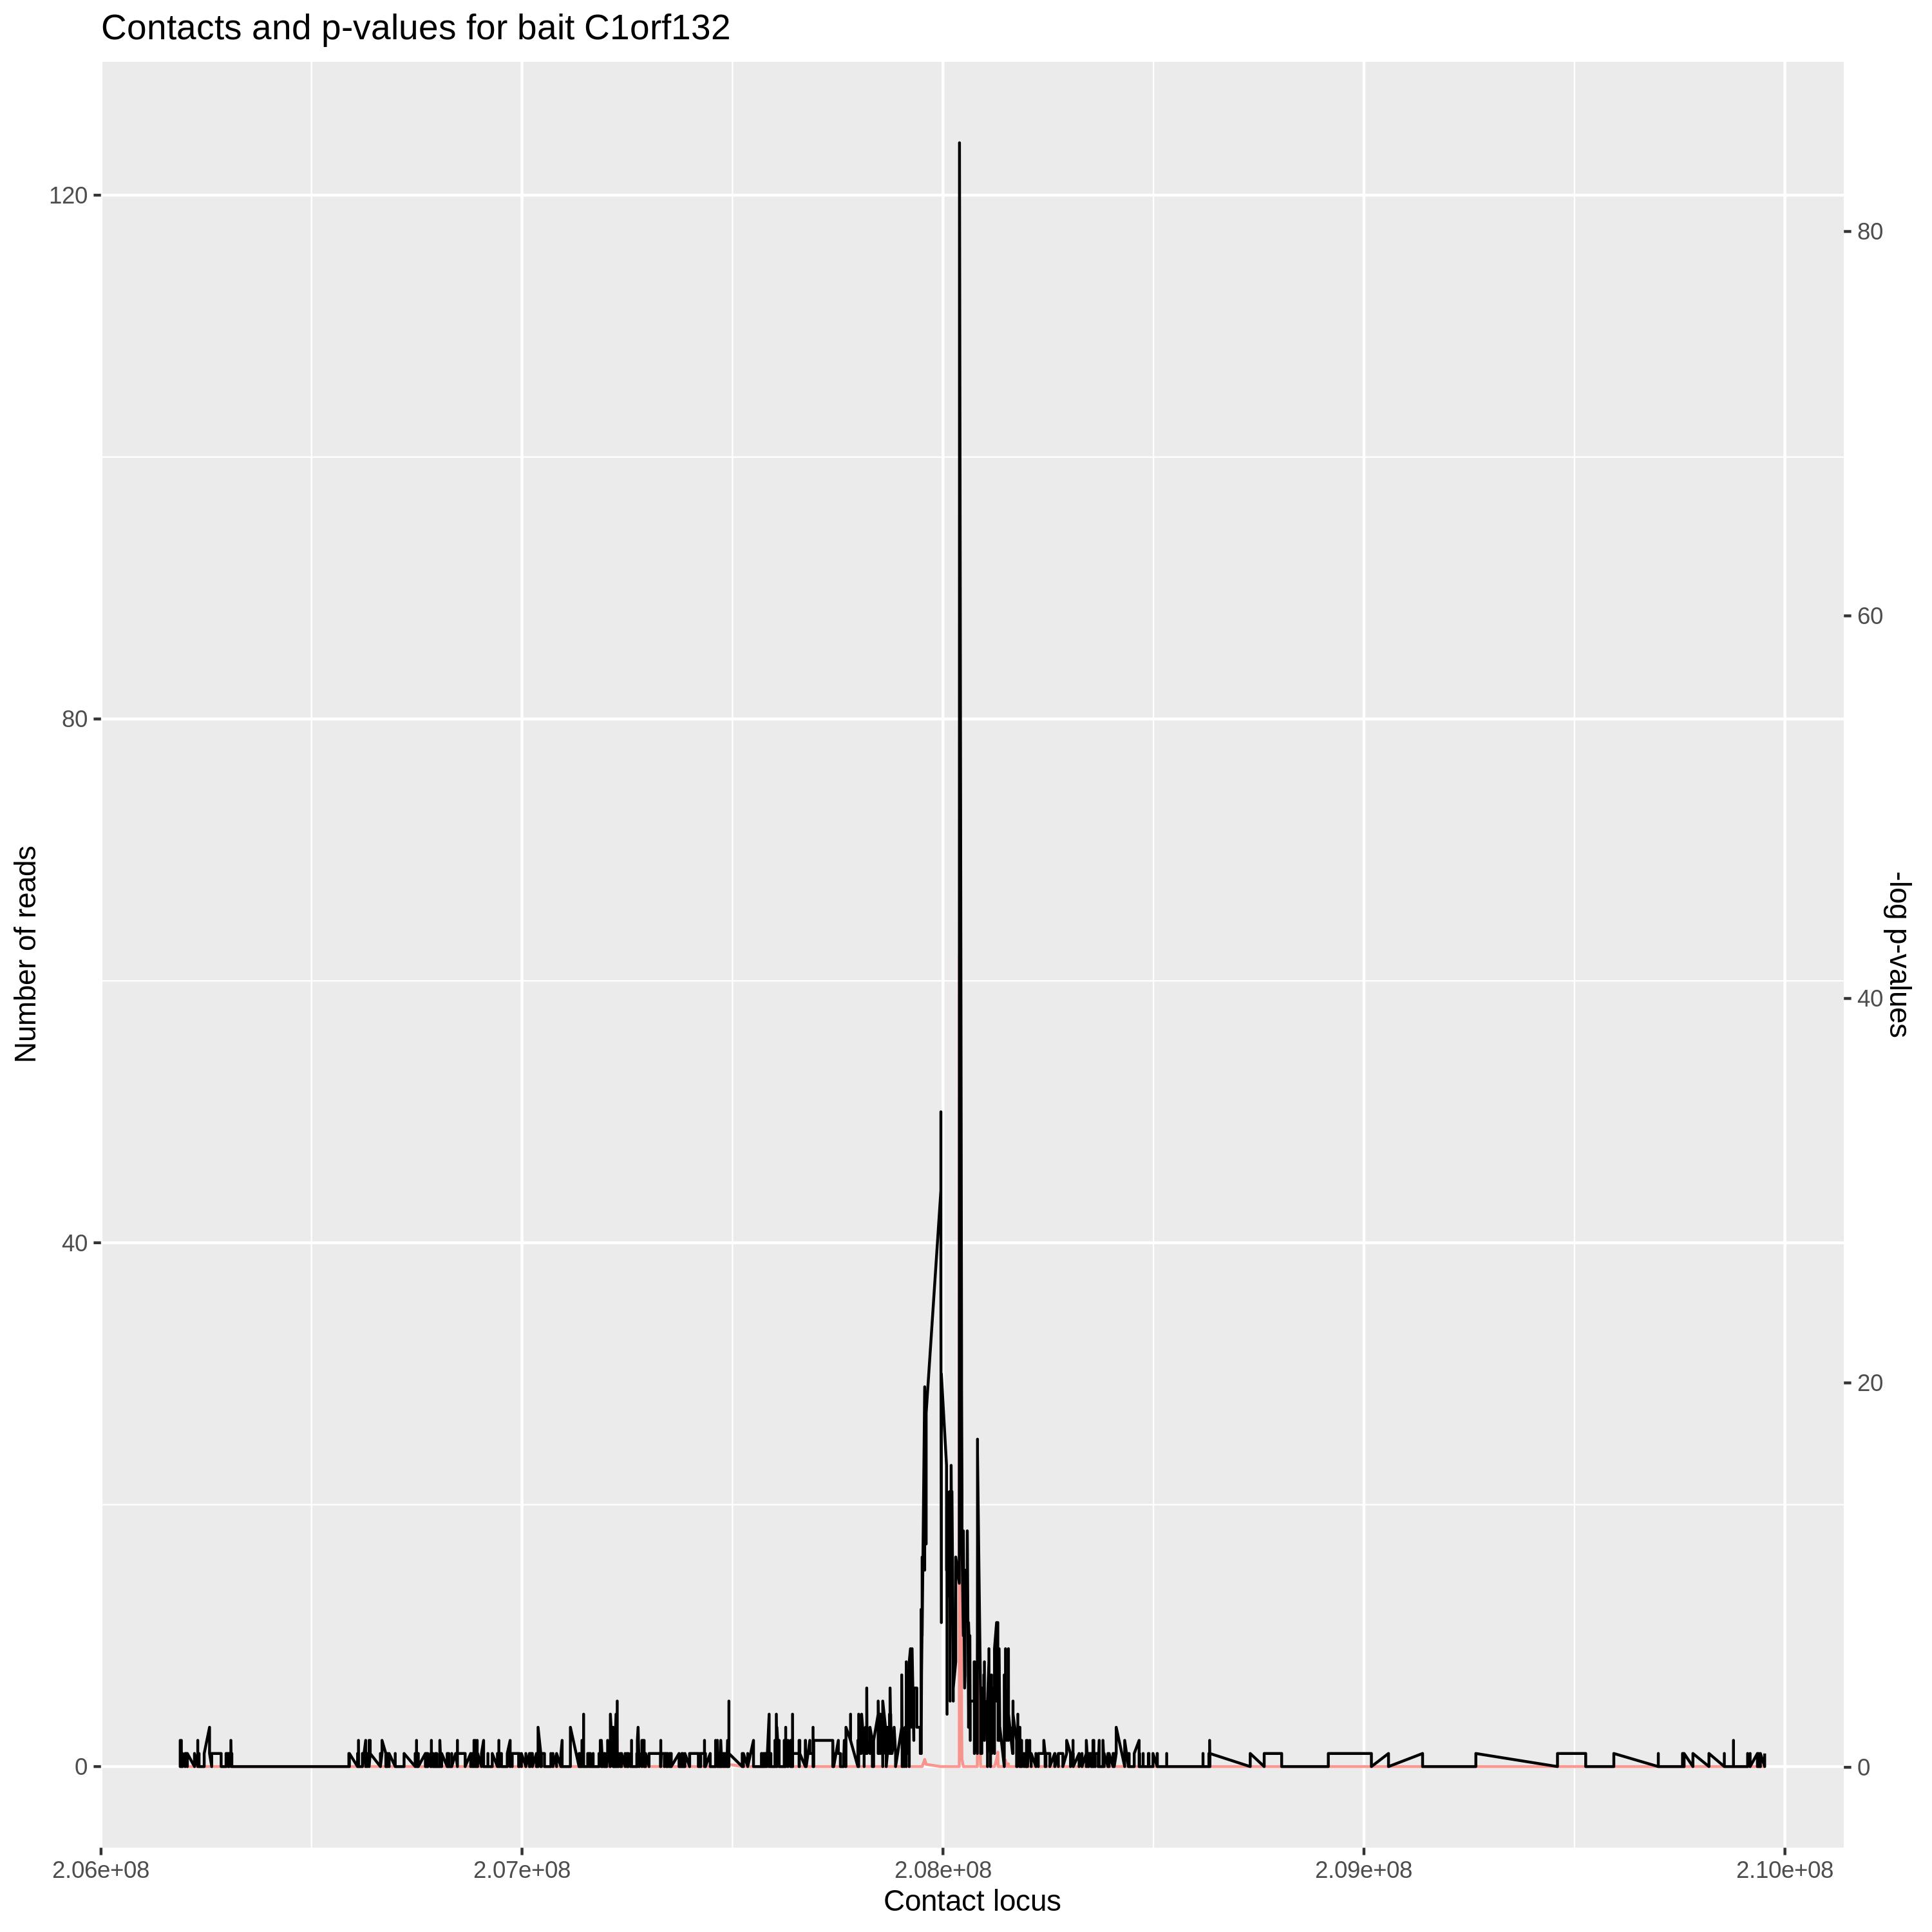 Contacts and p-values for bait C1orf132
120
80
40
0
Number of reads
80
60
40
20
0
-log p-values
2.06e+08
2.07e+08
2.08e+08
2.09e+08
2.10e+08
Contact locus